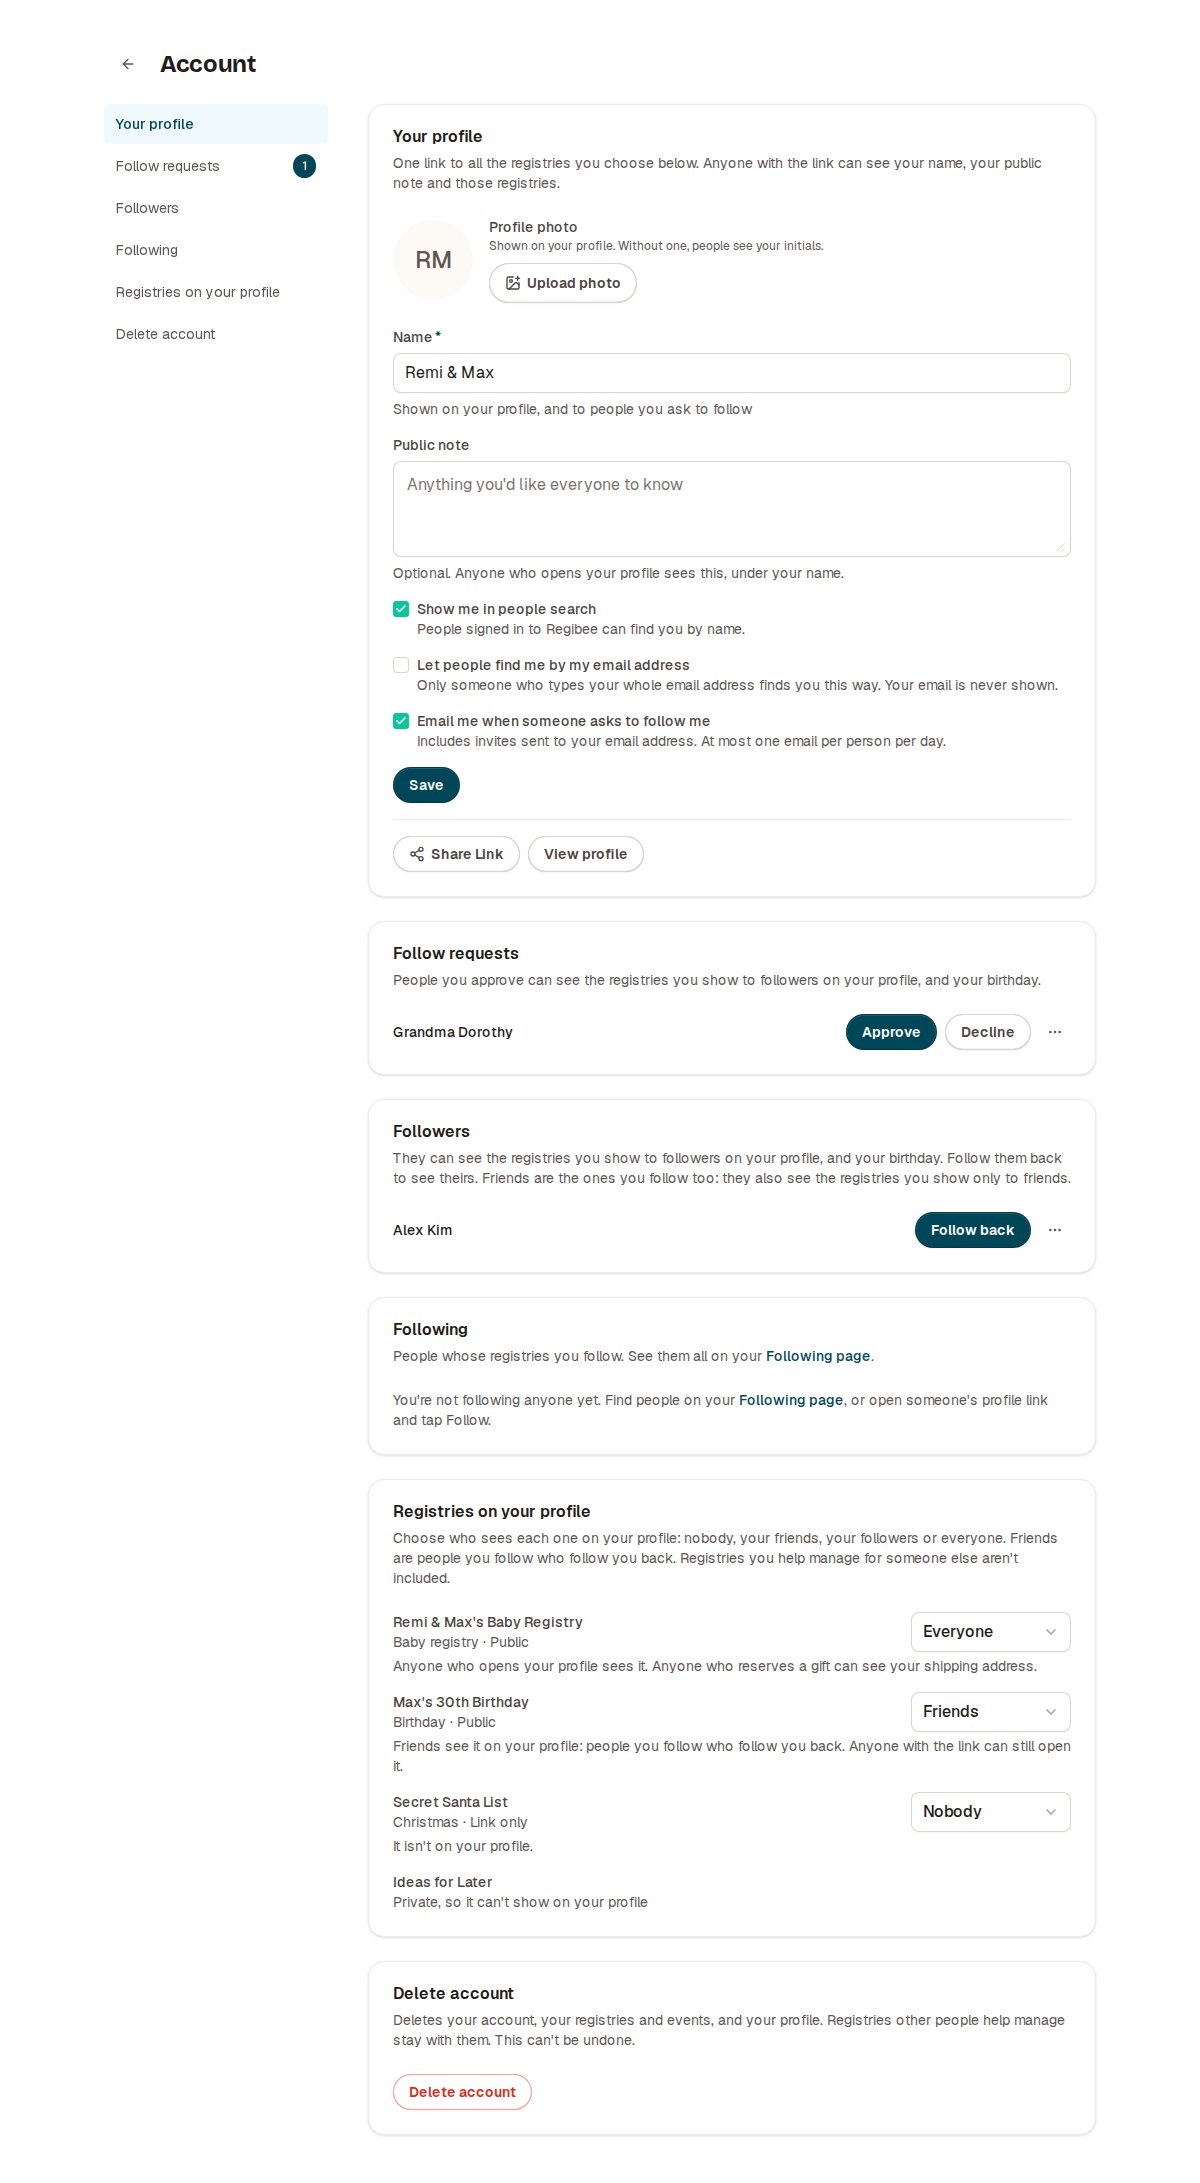 Account
Your profile
Follow requests
1
Followers
Following
Registries on your profile
Delete account
Your profile
One link to all the registries you choose below. Anyone with the link can see your name, your public
note and those registries.
RM
Profile photo
Shown on your profile. Without one, people see your initials.
Upload photo
Name *
Remi & Max
Shown on your profile, and to people you ask to follow
Public note
Anything you'd like everyone to know
Optional. Anyone who opens your profile sees this, under your name.
Show me in people search
People signed in to Regibee can find you by name.
Let people find me by my email address
Only someone who types your whole email address finds you this way. Your email is never shown.
Email me when someone asks to follow me
Includes invites sent to your email address. At most one email per person per day.
Save
Share Link
View profile
Follow requests
People you approve can see the registries you show to followers on your profile, and your birthday.
Grandma Dorothy
Approve
Decline
Followers
They can see the registries you show to followers on your profile, and your birthday. Follow them back
to see theirs. Friends are the ones you follow too: they also see the registries you show only to friends.
Alex Kim
Follow back
Following
People whose registries you follow. See them all on your Following page.
You're not following anyone yet. Find people on your Following page, or open someone's profile link
and tap Follow.
Registries on your profile
Choose who sees each one on your profile: nobody, your friends, your followers or everyone. Friends
are people you follow who follow you back. Registries you help manage for someone else aren't
included.
Remi & Max's Baby Registry
Baby registry · Public
Everyone
Anyone who opens your profile sees it. Anyone who reserves a gift can see your shipping address.
Max's 30th Birthday
Birthday · Public
Friends
Friends see it on your profile: people you follow who follow you back. Anyone with the link can still open
it.
Secret Santa List
Christmas · Link only
Nobody
It isn't on your profile.
Ideas for Later
Private, so it can't show on your profile
Delete account
Deletes your account, your registries and events, and your profile. Registries other people help manage
stay with them. This can't be undone.
Delete account